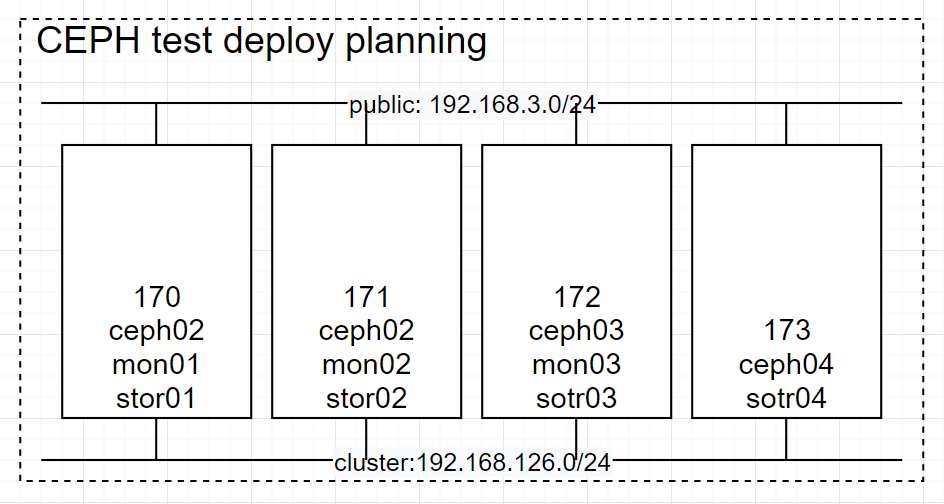 CEPH test deploy planning
public: 192.168.3.0/24
170
ceph02
mon01
stor01
171
ceph02
mon02
stor02
172
ceph03
mon03
sotr03
173
ceph04
sotr04
cluster:192.168.126.0/24